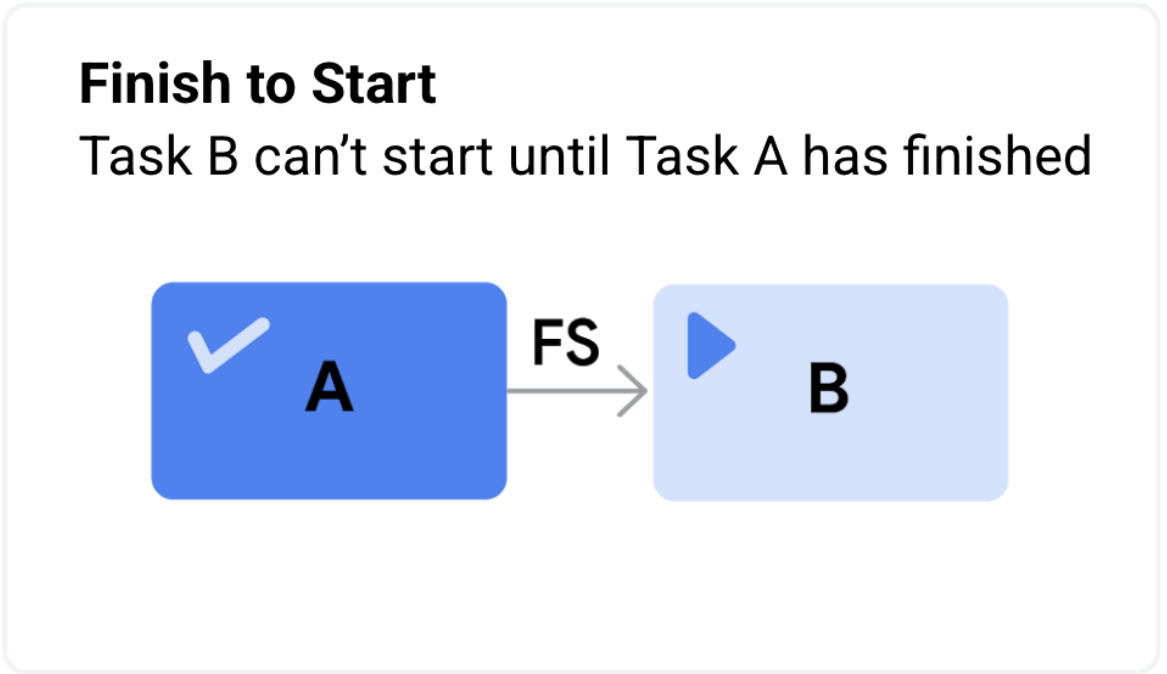 Finish to Start
Task B can’t start until Task A has finished
A
FS
B